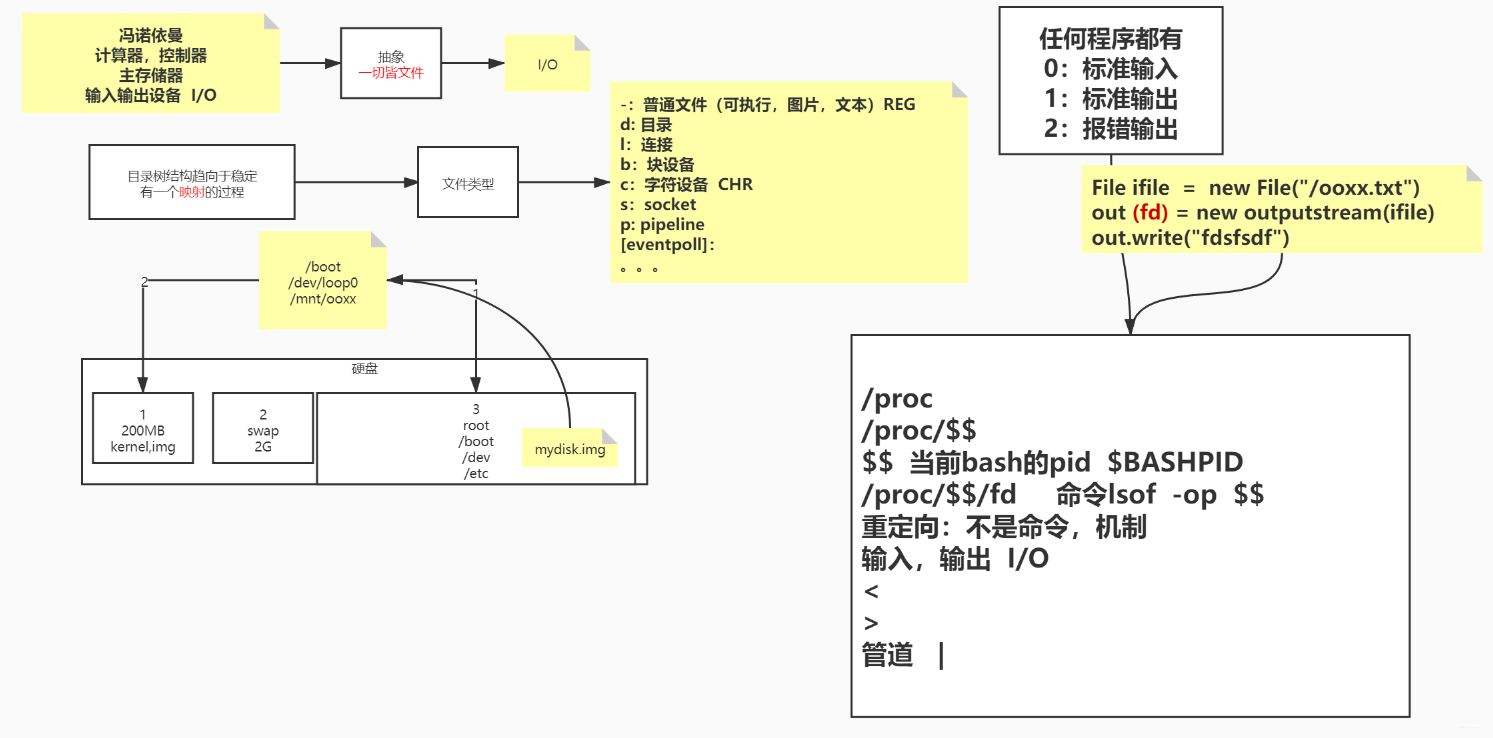 冯诺依曼
计算器，控制器
主存储器
输入输出设备 I/O
抽象
一切皆文件
I/O
目录树结构趋向于稳定
有一个映射的过程
文件类型
-：普通文件（可执行，图片，文本）REG
d: 目录
l：连接
b：块设备
c：字符设备 CHR
s：socket
p: pipeline
[eventpoll]：
。。。
/boot
/dev/loop0
/mnt/ooxx
2
1
硬盘
1
200MB
kernel,img
2
swap
2G
3
root
/boot
/dev
/etc
mydisk.img
任何程序都有
0：标准输入
1：标准输出
2：报错输出
File ifile = new File("/ooxx.txt")
out (fd) = new outputstream(ifile)
out.write("fdsfsdf")
/proc
/proc/$$
$$ 当前bash的pid $BASHPID
/proc/$$/fd 命令lsof -op $$
重定向：不是命令，机制
输入，输出 I/O
<
>
管道 |